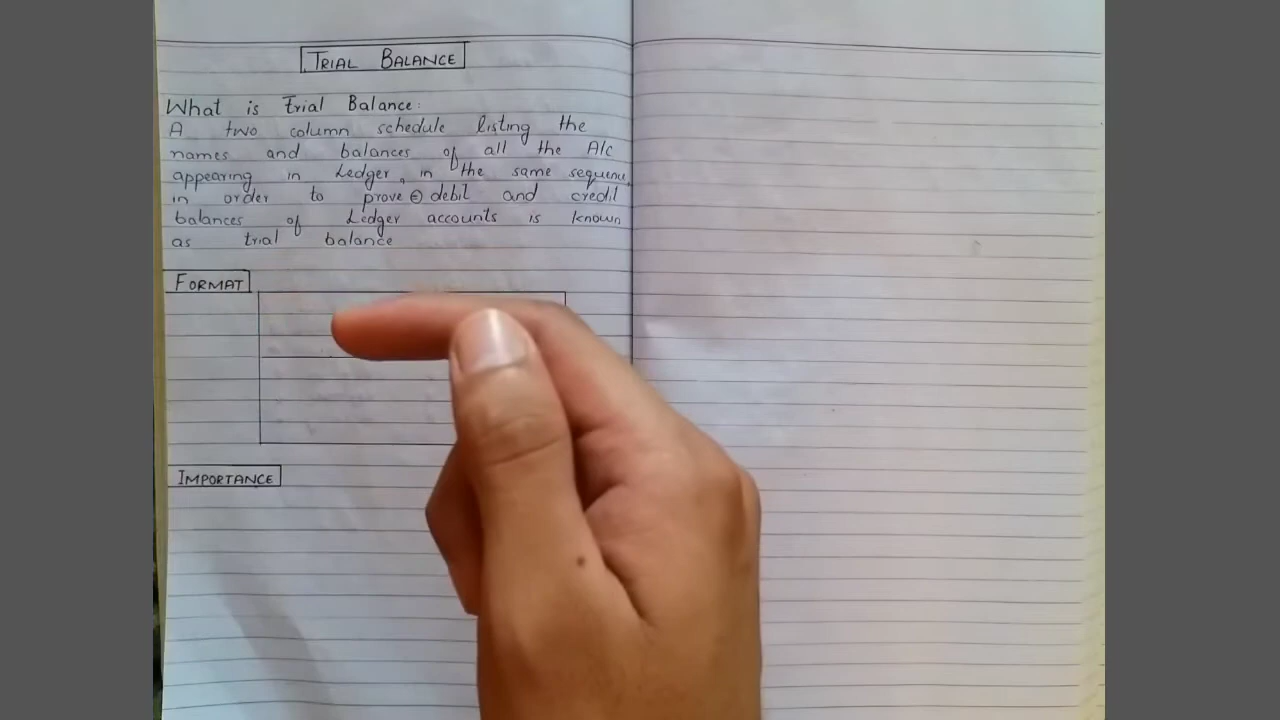 TRIAL BALANCE
What is trial Balance:
A two column schedule listing the
names and balances of all the A/c
appearing in Ledger, in the same sequence,
in order to prove = debit and credit
balances of Ledger accounts is known
as trial balance
FORMAT
IMPORTANCE